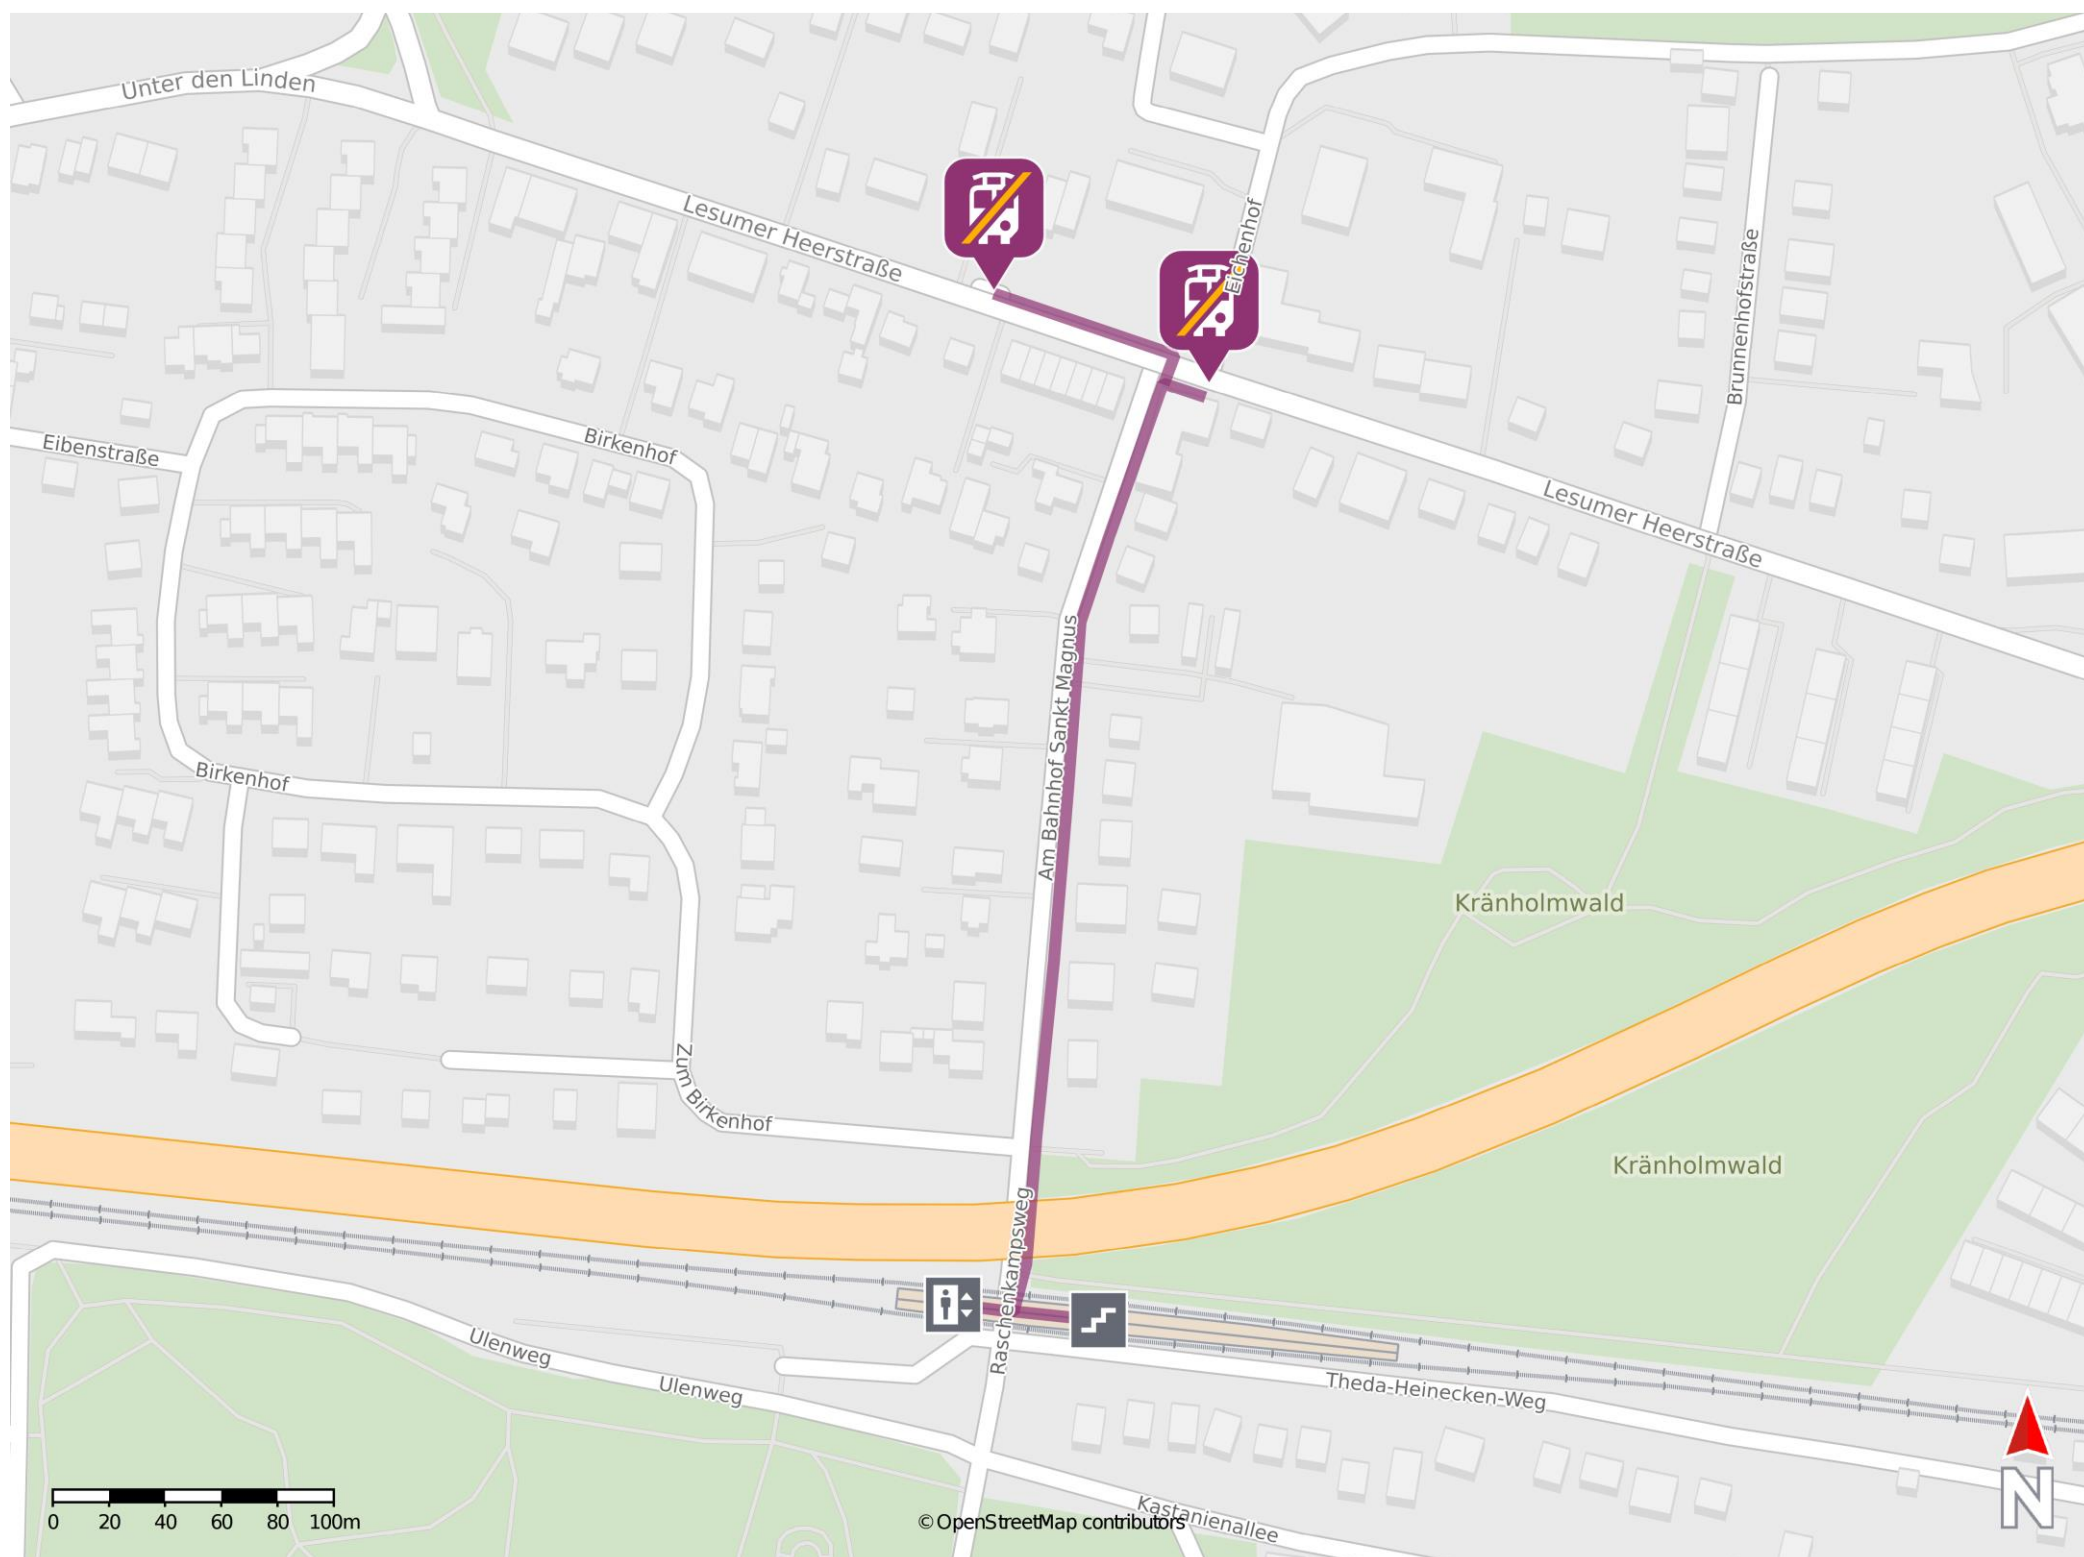 Unter den Linden
Lesumer Heerstraße
Eichenhof
Brunnenhofstraße
Eibenstraße
Birkenhof
Lesumer Heerstraße
Am Bahnhof Sankt Magnus
Birkenhof
Kränholmwald
Zum Birkenhof
Kränholmwald
Raschenkampsweg
Ulenweg
Ulenweg
Theda-Heinecken-Weg
Kastanienallee
0 20 40 60 80 100m
© OpenStreetMap contributors
N